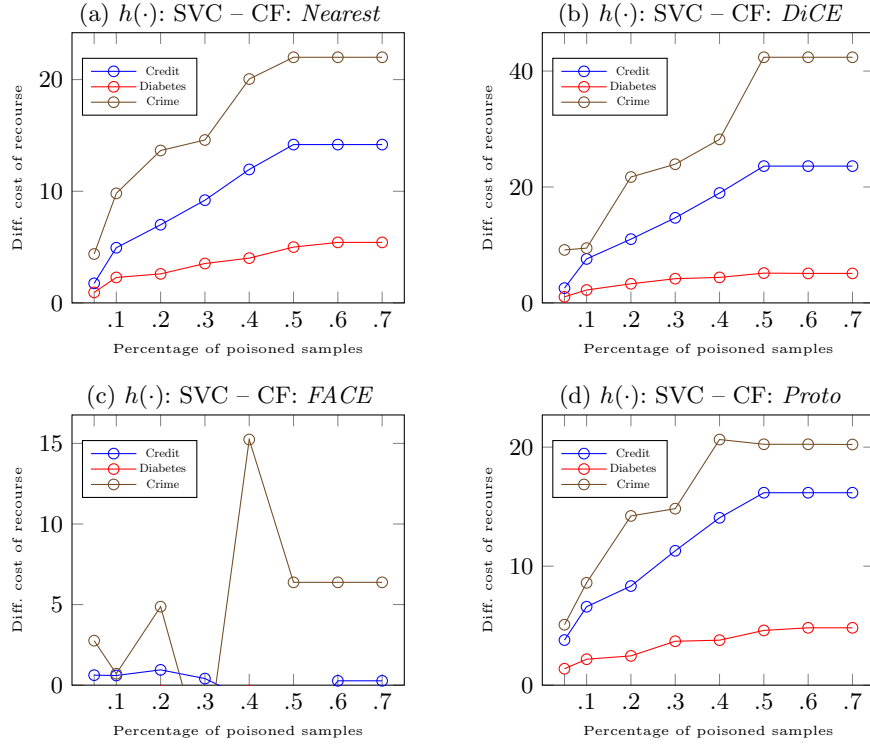 (a) h(·): SVC – CF: Nearest
Diff. cost of recourse
20
10
0
Credit
Diabetes
Crime
.1 .2 .3 .4 .5 .6 .7
Percentage of poisoned samples
(b) h(·): SVC – CF: DiCE
Diff. cost of recourse
40
20
0
Credit
Diabetes
Crime
.1 .2 .3 .4 .5 .6 .7
Percentage of poisoned samples
(c) h(·): SVC – CF: FACE
Diff. cost of recourse
15
10
5
0
Credit
Diabetes
Crime
.1 .2 .3 .4 .5 .6 .7
Percentage of poisoned samples
(d) h(·): SVC – CF: Proto
Diff. cost of recourse
20
10
0
Credit
Diabetes
Crime
.1 .2 .3 .4 .5 .6 .7
Percentage of poisoned samples